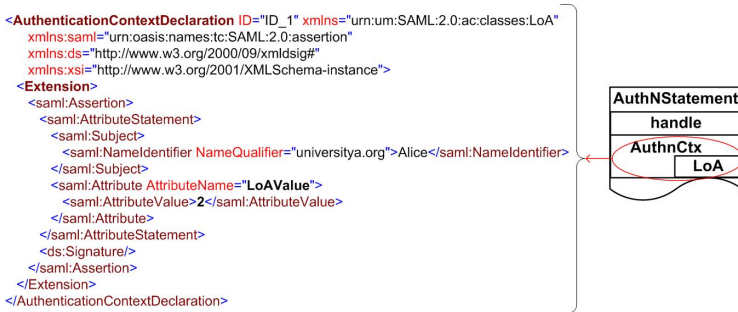 <AuthenticationContextDeclaration ID="ID_1" xmlns="urn:um:SAML:2.0:ac:classes:LoA"
xmlns:saml="urn:oasis:names:tc:SAML:2.0:assertion"
xmlns:ds="http://www.w3.org/2000/09/xmldsig#"
xmlns:xsi="http://www.w3.org/2001/XMLSchema-instance">
<Extension>
<saml:Assertion>
<saml:AttributeStatement>
<saml:Subject>
<saml:NameIdentifier NameQualifier="universitya.org">Alice</saml:NameIdentifier>
</saml:Subject>
<saml:Attribute AttributeName="LoAValue">
<saml:AttributeValue>2</saml:AttributeValue>
</saml:Attribute>
</saml:AttributeStatement>
<ds:Signature/>
</saml:Assertion>
</Extension>
</AuthenticationContextDeclaration>
AuthNStatement
handle
AuthnCtx
LoA